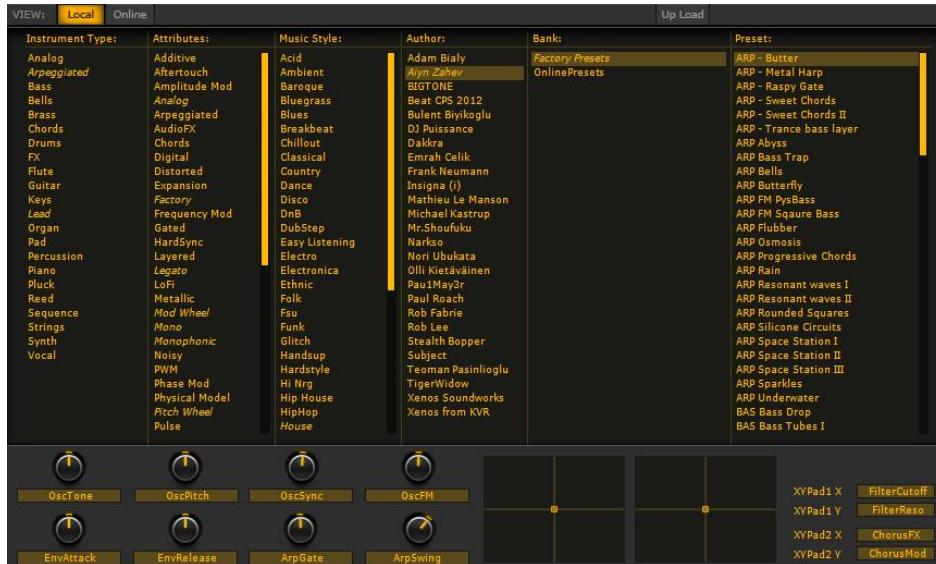 VIEW: Local Online Up Load
Instrument Type:
Analog
Arpeggiated
Bass
Bells
Brass
Chords
Drums
FX
Flute
Guitar
Keys
Lead
Organ
Pad
Percussion
Piano
Pluck
Reed
Sequence
Strings
Synth
Vocal
Attributes:
Additive
Aftertouch
Amplitude Mod
Analog
Arpeggiated
AudioFX
Chords
Digital
Distorted
Expansion
Factory
Frequency Mod
Gated
HardSync
Layered
Legato
LoFi
Metallic
Mod Wheel
Mono
Monophonic
Noisy
PWM
Phase Mod
Physical Model
Pitch Wheel
Pulse
Music Style:
Acid
Ambient
Baroque
Bluegrass
Blues
Breakbeat
Chillout
Classical
Country
Dance
Disco
DnB
DubStep
Easy Listening
Electro
Electronica
Ethnic
Folk
Fsu
Funk
Glitch
Handsup
Hardstyle
Hi Nrg
Hip House
HipHop
House
Author:
Adam Bialy
Aiyn Zahev
BIGTONE
Beat CPS 2012
Bulent Biyikoglu
DJ Puissance
Dakkra
Emrah Celik
Frank Neumann
Insigna (i)
Mathieu Le Manson
Michael Kastrup
Mr.Shoufuku
Narkso
Nori Ubukata
Olli Kietäväinen
Pau1May3r
Paul Roach
Rob Fabrie
Rob Lee
Stealth Bopper
Subject
Teoman Pasinlioglu
TigerWidow
Xenos Soundworks
Xenos from KVR
Bank:
Factory Presets
OnlinePresets
Preset:
ARP - Butter
ARP - Metal Harp
ARP - Raspy Gate
ARP - Sweet Chords
ARP - Sweet Chords II
ARP - Trance bass layer
ARP Abyss
ARP Bass Trap
ARP Bells
ARP Butterfly
ARP FM PysBass
ARP FM Sqaure Bass
ARP Flubber
ARP Osmosis
ARP Progressive Chords
ARP Rain
ARP Resonant waves I
ARP Resonant waves II
ARP Rounded Squares
ARP Silicone Circuits
ARP Space Station I
ARP Space Station II
ARP Space Station III
ARP Sparkles
ARP Underwater
BAS Bass Drop
BAS Bass Tubes I
OscTone OscPitch OscSync OscFM
EnvAttack EnvRelease ArpGate ArpSwing
XYPad1 X FilterCutoff
XYPad1 Y FilterReso
XYPad2 X ChorusFX
XYPad2 Y ChorusMod